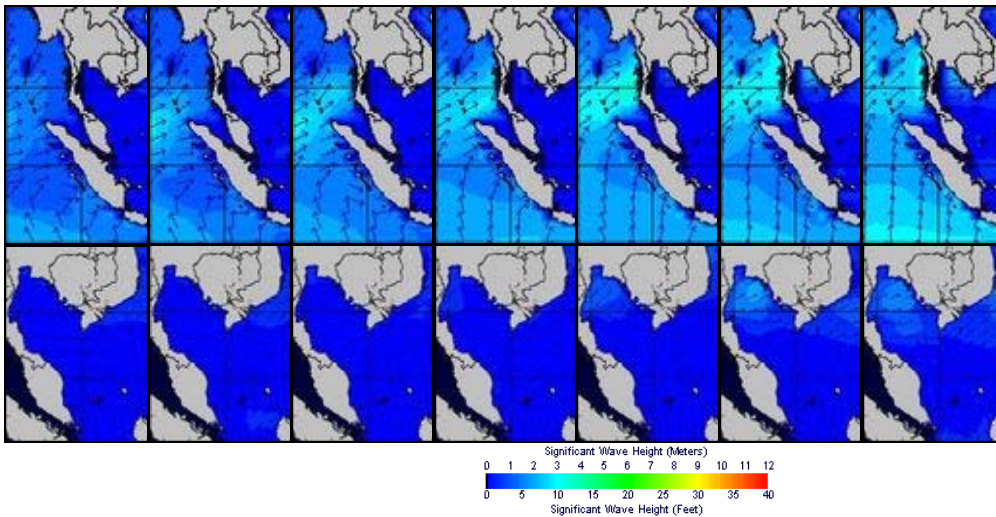 Significant Wave Height (Meters)
0 1 2 3 4 5 6 7 8 9 10 11 12
0 5 10 15 20 25 30 35 40
Significant Wave Height (Feet)